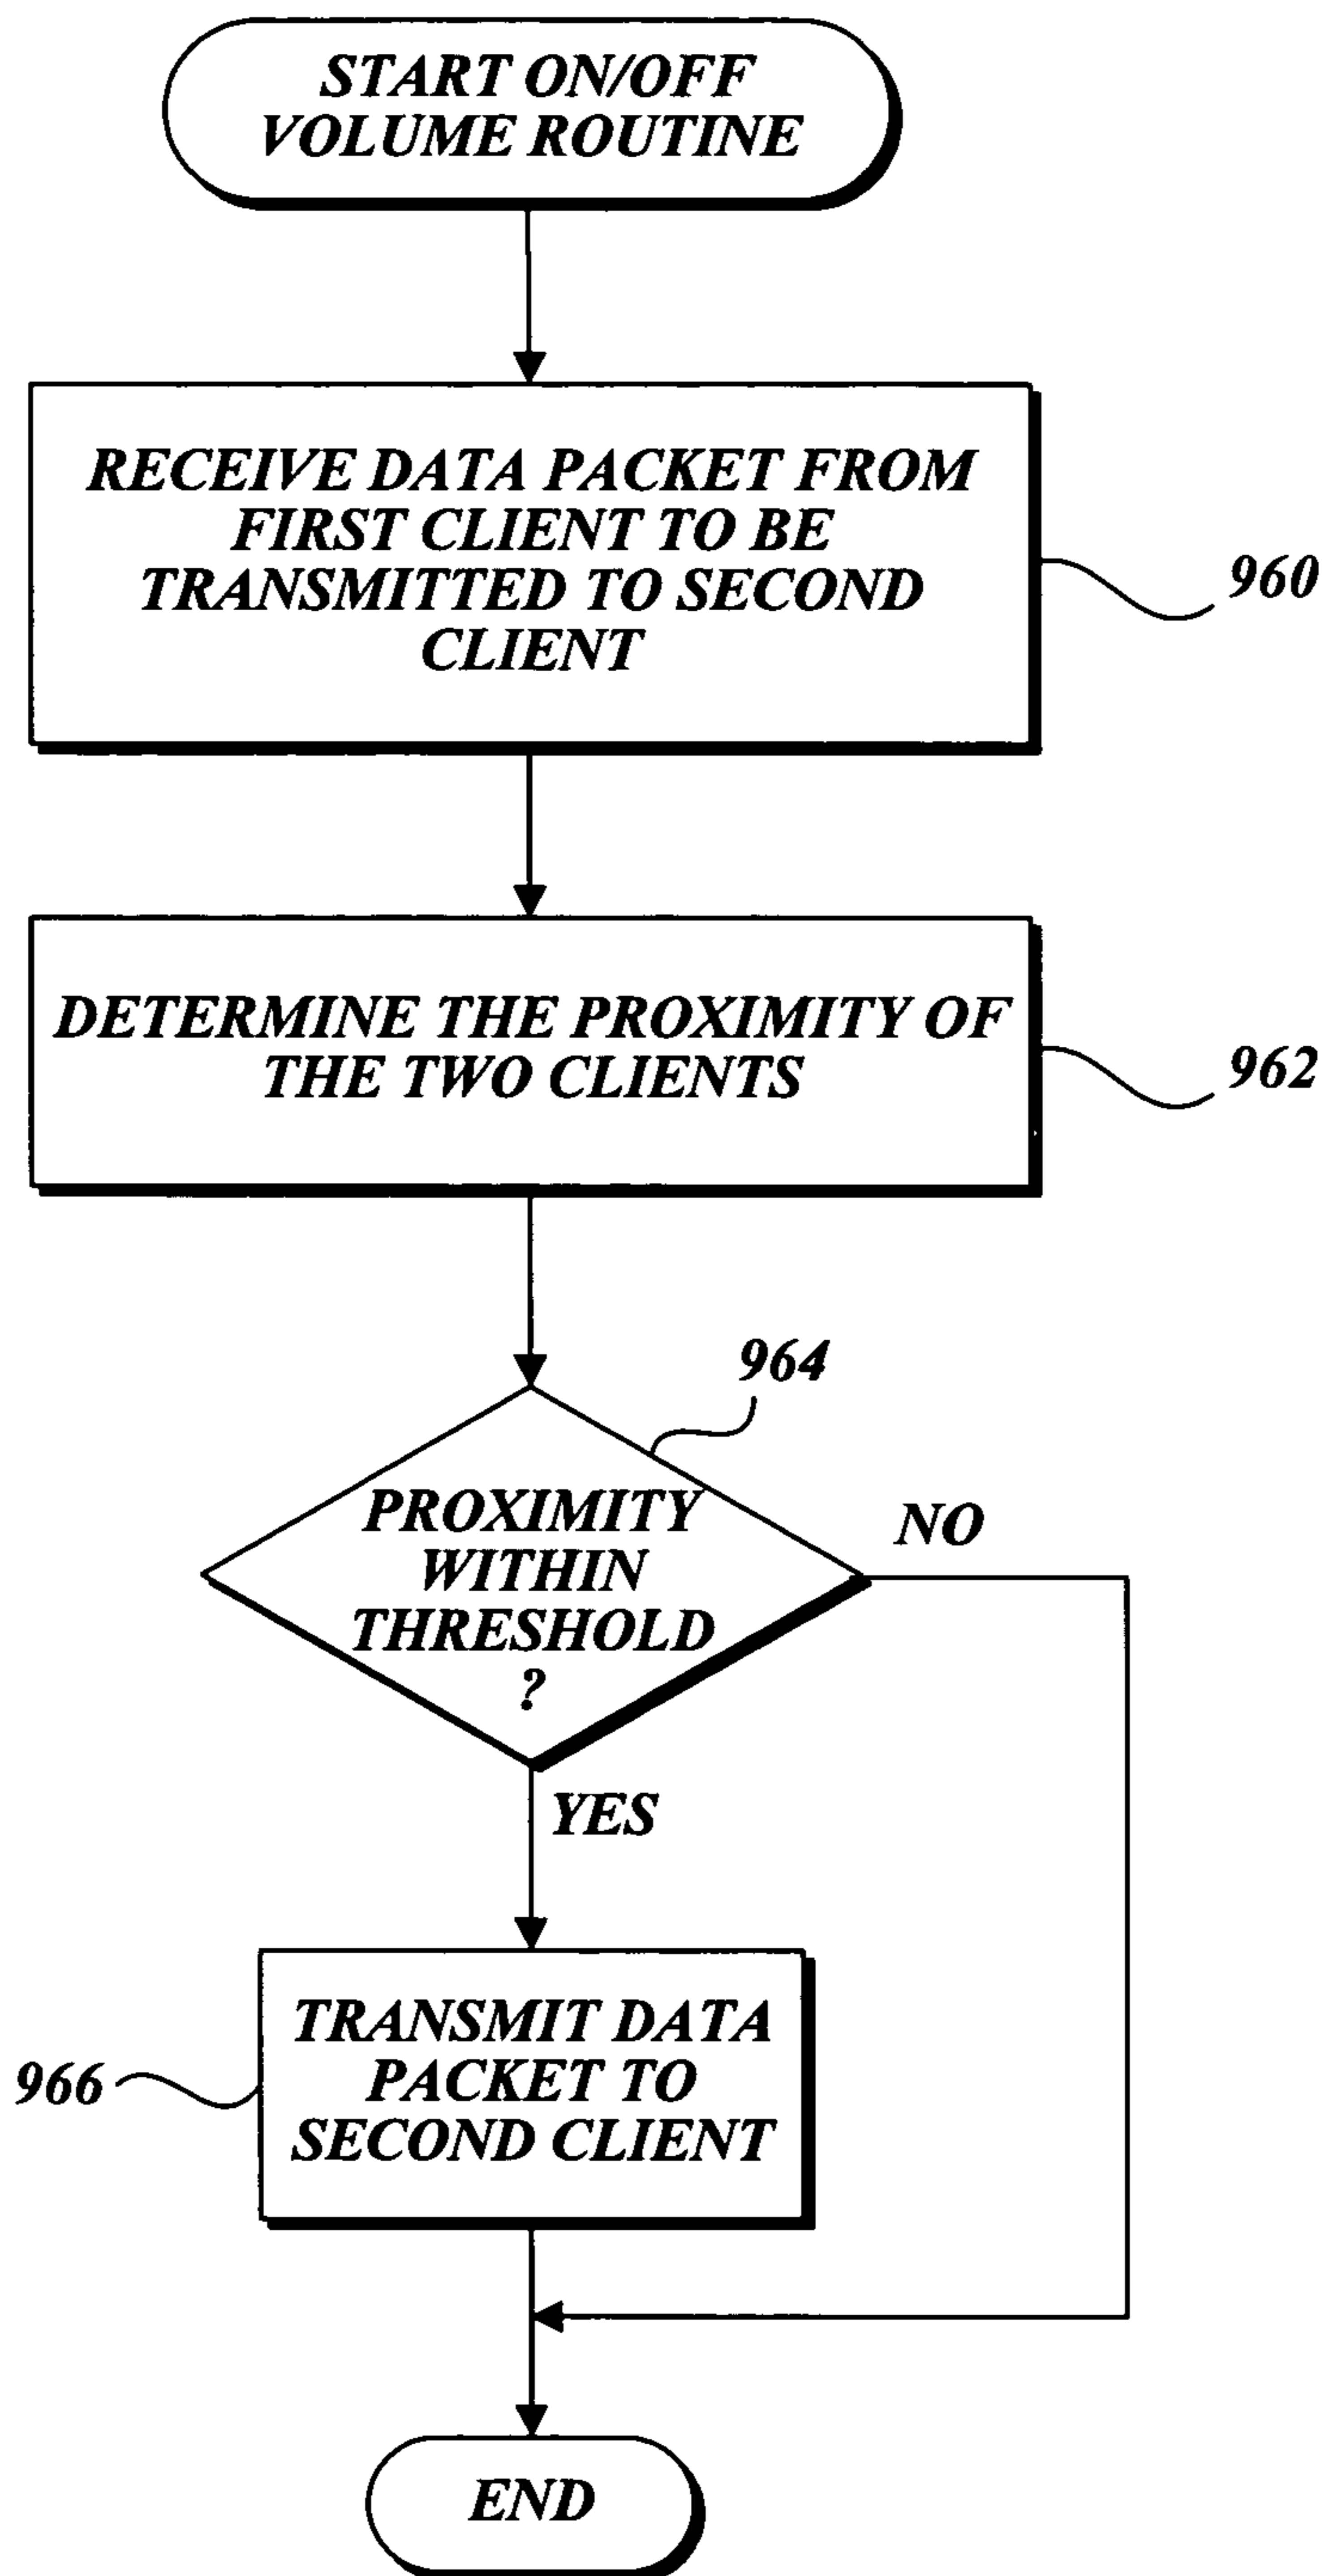 START ON/OFF
VOLUME ROUTINE
RECEIVE DATA PACKET FROM
FIRST CLIENT TO BE
TRANSMITTED TO SECOND
CLIENT
960
DETERMINE THE PROXIMITY OF
THE TWO CLIENTS
962
964
PROXIMITY
WITHIN
THRESHOLD
?
NO
YES
TRANSMIT DATA
PACKET TO
SECOND CLIENT
966
END